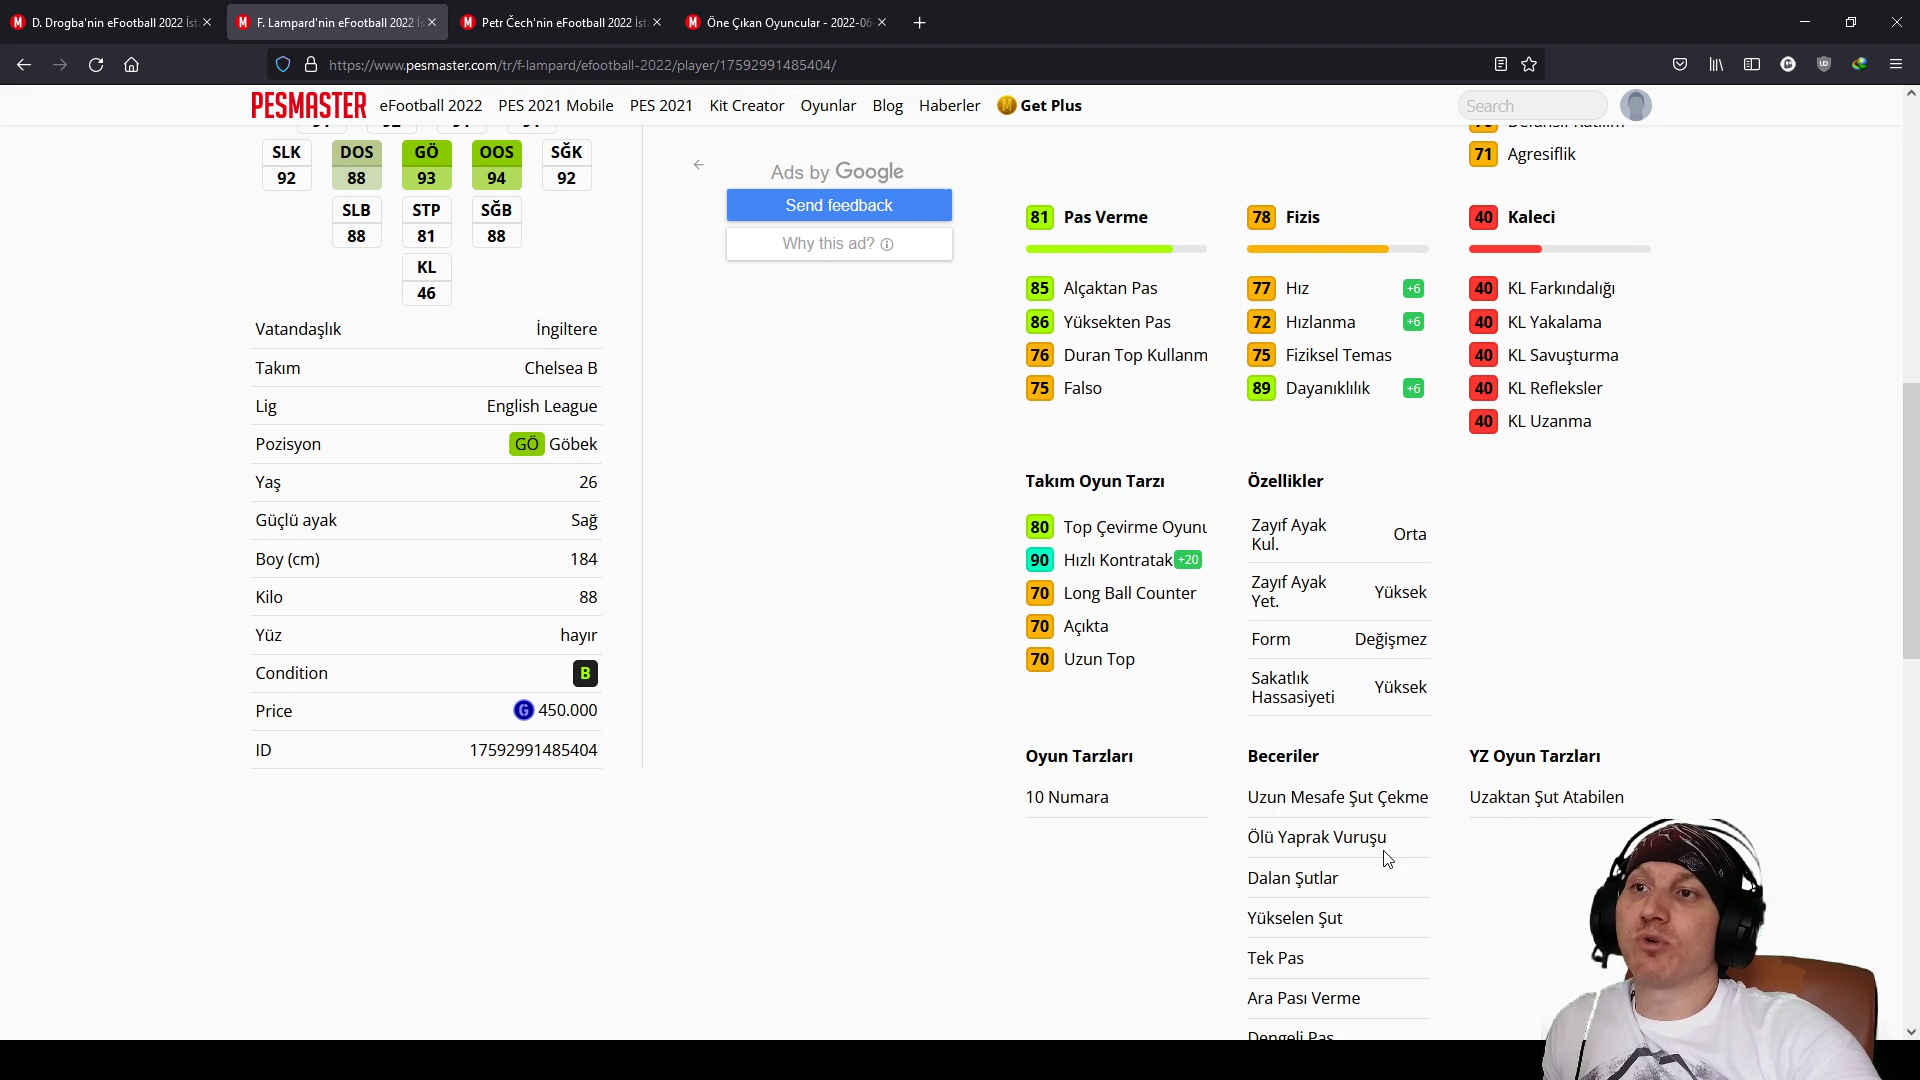 D. Drogba'nin eFootball 2022 İst
F. Lampard'nin eFootball 2022 İs
Petr Čech'nin eFootball 2022 İst
Öne Çıkan Oyuncular - 2022-06
https://www.pesmaster.com/tr/f-lampard/efootball-2022/player/17592991485404/
PESMASTER eFootball 2022 PES 2021 Mobile PES 2021 Kit Creator Oyunlar Blog Haberler Get Plus Search
SLK DOS GÖ OOS SĞK
92 88 93 94 92
SLB STP SĞB
88 81 88
KL
46
Vatandaşlık İngiltere
Takım Chelsea B
Lig English League
Pozisyon GÖ Göbek
Yaş 26
Güçlü ayak Sağ
Boy (cm) 184
Kilo 88
Yüz hayır
Condition B
Price G 450.000
ID 17592991485404
Ads by Google
Send feedback
Why this ad?
71 Agresiflik
81 Pas Verme
85 Alçaktan Pas
86 Yüksekten Pas
76 Duran Top Kullanm
75 Falso
78 Fizis
77 Hız +6
72 Hızlanma +6
75 Fiziksel Temas
89 Dayanıklılık +6
40 Kaleci
40 KL Farkındalığı
40 KL Yakalama
40 KL Savuşturma
40 KL Refleksler
40 KL Uzanma
Takım Oyun Tarzı
80 Top Çevirme Oyunu
90 Hızlı Kontratak +20
70 Long Ball Counter
70 Açıkta
70 Uzun Top
Özellikler
Zayıf Ayak
Kul. Orta
Zayıf Ayak
Yet. Yüksek
Form Değişmez
Sakatlık
Hassasiyeti Yüksek
Oyun Tarzları
10 Numara
Beceriler
Uzun Mesafe Şut Çekme
Ölü Yaprak Vuruşu
Dalan Şutlar
Yükselen Şut
Tek Pas
Ara Pası Verme
Dengeli Pas
YZ Oyun Tarzları
Uzaktan Şut Atabilen